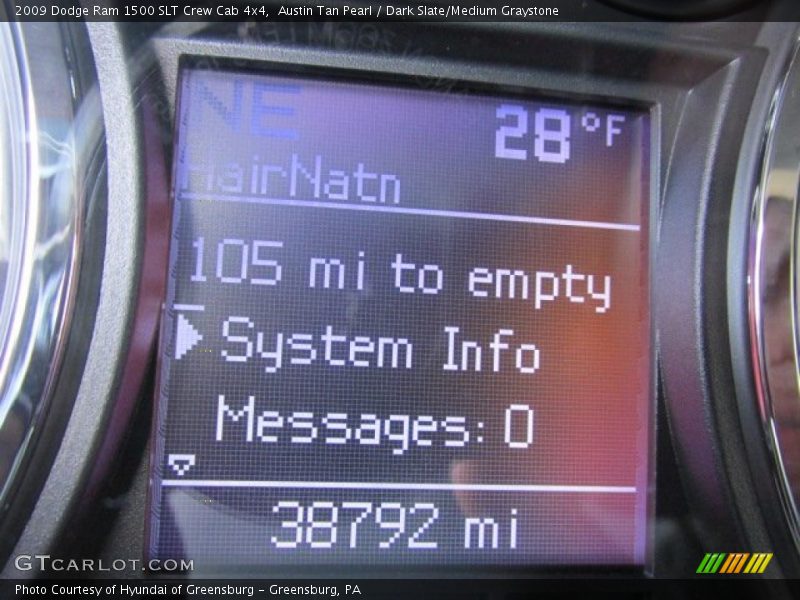 2009 Dodge Ram 1500 SLT Crew Cab 4x4, Austin Tan Pearl / Dark Slate/Medium Graystone
NE 28°F
HairNatn
105 mi to empty
System Info
Messages: 0
38792 mi
GTCARLOT.COM
Photo Courtesy of Hyundai of Greensburg - Greensburg, PA